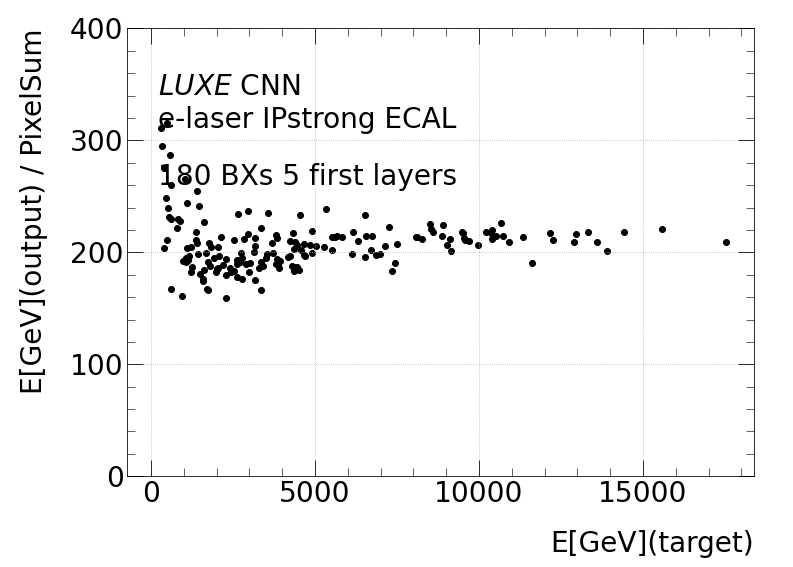 400
300
200
100
0
E[GeV](output) / PixelSum
LUXE CNN
e-laser IPstrong ECAL
180 BXs 5 first layers
0 5000 10000 15000
E[GeV](target)